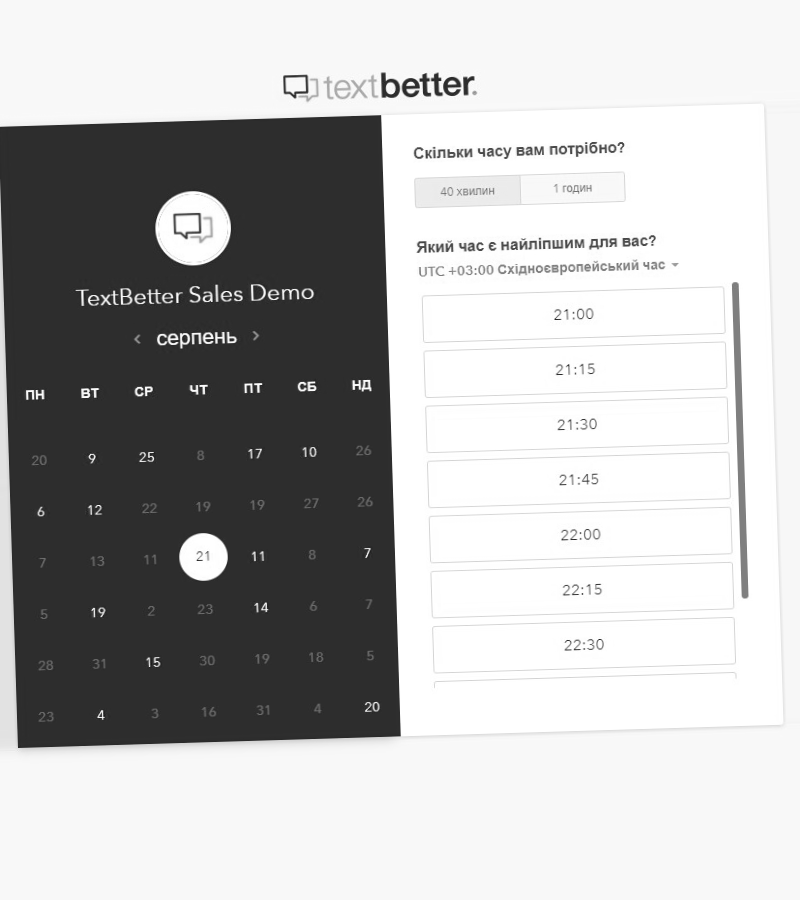 textbetter.
TextBetter Sales Demo
серпень
ПН ВТ СР ЧТ ПТ СБ НД
20 9 25 8 17 10 26
6 12 22 19 19 27 26
7 13 11 21 11 8 7
5 19 2 23 14 6 7
28 31 15 30 19 18 5
23 4 3 16 31 4 20
Скільки часу вам потрібно?
40 хвилин 1 годин
Який час є найліпшим для вас?
UTC +03:00 Східноєвропейський час
21:00
21:15
21:30
21:45
22:00
22:15
22:30